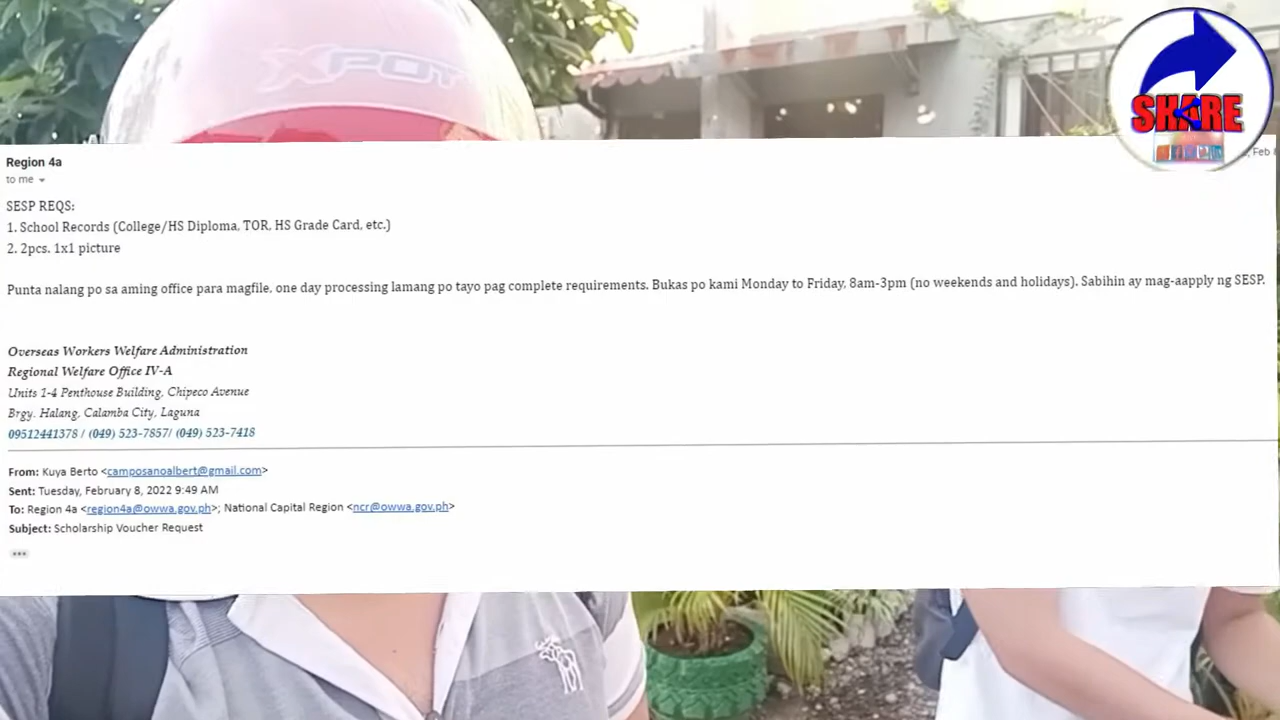 XPOT
SHARE
Region 4a
, Feb
to me
SESP REQS:
1. School Records (College/HS Diploma, TOR, HS Grade Card, etc.)
2. 2pcs. 1x1 picture
Punta nalang po sa aming office para magfile, one day processing lamang po tayo pag complete requirements. Bukas po kami Monday to Friday, 8am-3pm (no weekends and holidays). Sabihin ay mag-aapply ng SESP.
Overseas Workers Welfare Administration
Regional Welfare Office IV-A
Units 1-4 Penthouse Building, Chipeco Avenue
Brgy. Halang, Calamba City, Laguna
09512441378 / (049) 523-7857/ (049) 523-7418
From: Kuya Berto <camposanoalbert@gmail.com>
Sent: Tuesday, February 8, 2022 9:49 AM
To: Region 4a <region4a@owwa.gov.ph>; National Capital Region <ncr@owwa.gov.ph>
Subject: Scholarship Voucher Request